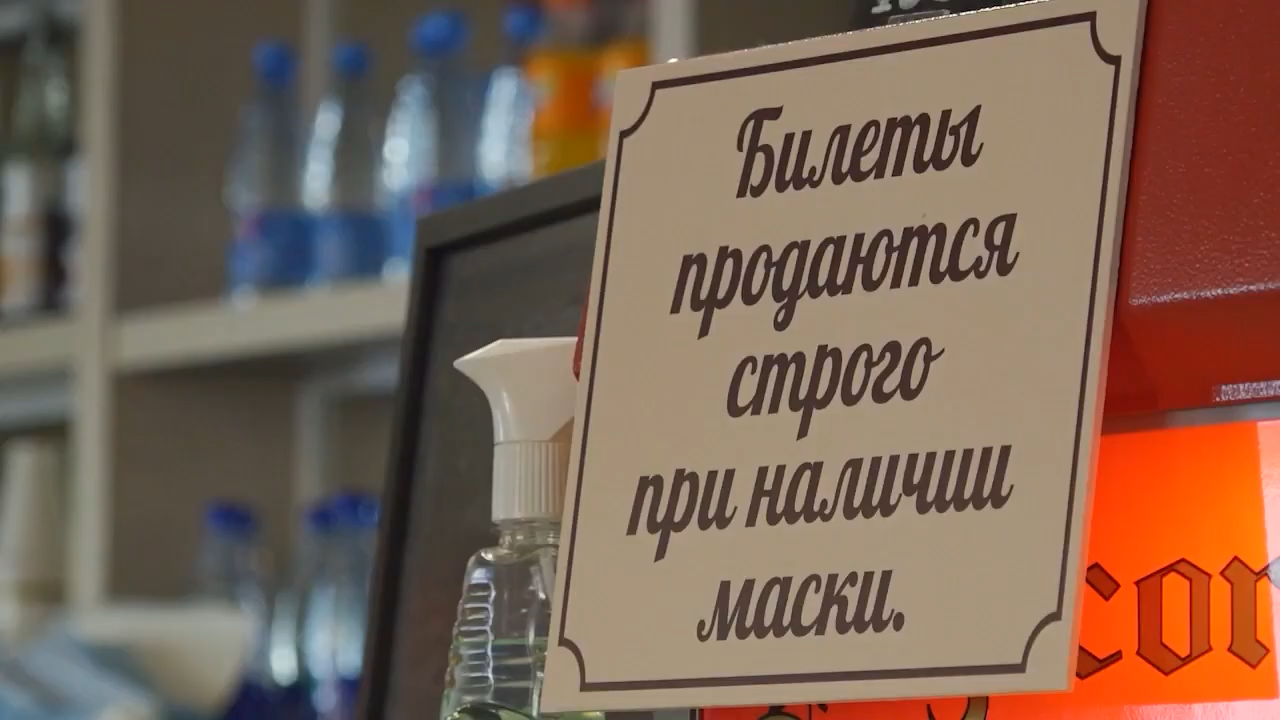 Билеты
продаются
строго
при наличии
маски.